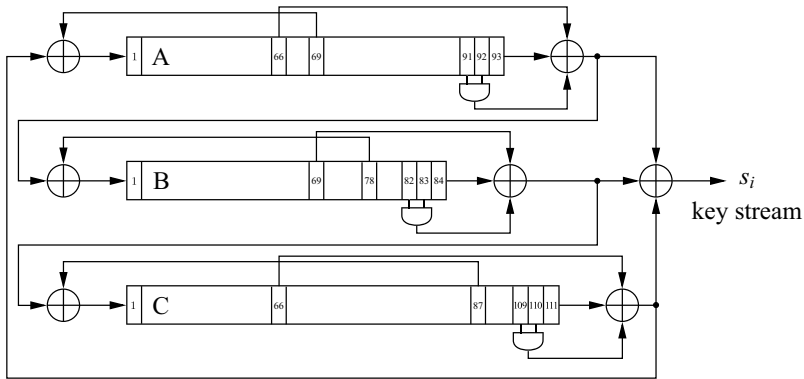 1 A 66 69 91 92 93
1 B 69 78 82 83 84
s_i
key stream
1 C 66 87 109 110 111